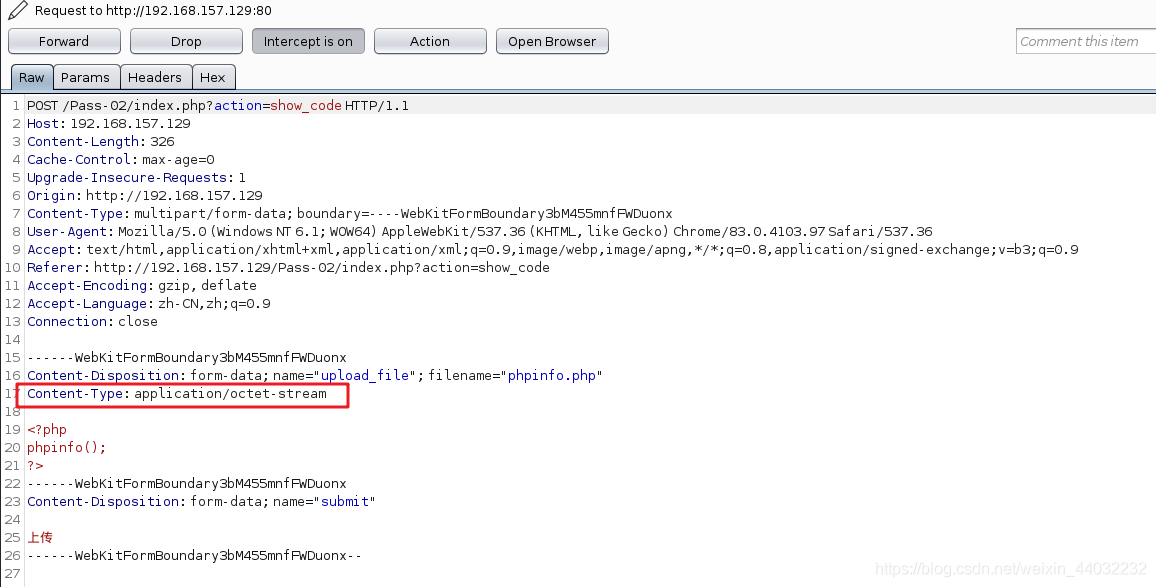 Request to http://192.168.157.129:80
Forward Drop Intercept is on Action Open Browser Comment this item
Raw Params Headers Hex
1 POST /Pass-02/index.php?action=show_code HTTP/1.1
2 Host: 192.168.157.129
3 Content-Length: 326
4 Cache-Control: max-age=0
5 Upgrade-Insecure-Requests: 1
6 Origin: http://192.168.157.129
7 Content-Type: multipart/form-data; boundary=----WebKitFormBoundary3bM455mnfFWDuonx
8 User-Agent: Mozilla/5.0 (Windows NT 6.1; WOW64) AppleWebKit/537.36 (KHTML, like Gecko) Chrome/83.0.4103.97 Safari/537.36
9 Accept: text/html,application/xhtml+xml,application/xml;q=0.9,image/webp,image/apng,*/*;q=0.8,application/signed-exchange;v=b3;q=0.9
10 Referer: http://192.168.157.129/Pass-02/index.php?action=show_code
11 Accept-Encoding: gzip, deflate
12 Accept-Language: zh-CN,zh;q=0.9
13 Connection: close
14
15 ------WebKitFormBoundary3bM455mnfFWDuonx
16 Content-Disposition: form-data; name="upload_file"; filename="phpinfo.php"
17 Content-Type: application/octet-stream
18
19 <?php
20 phpinfo();
21 ?>
22 ------WebKitFormBoundary3bM455mnfFWDuonx
23 Content-Disposition: form-data; name="submit"
24
25 上传
26 ------WebKitFormBoundary3bM455mnfFWDuonx--
27
https://blog.csdn.net/weixin_44032232